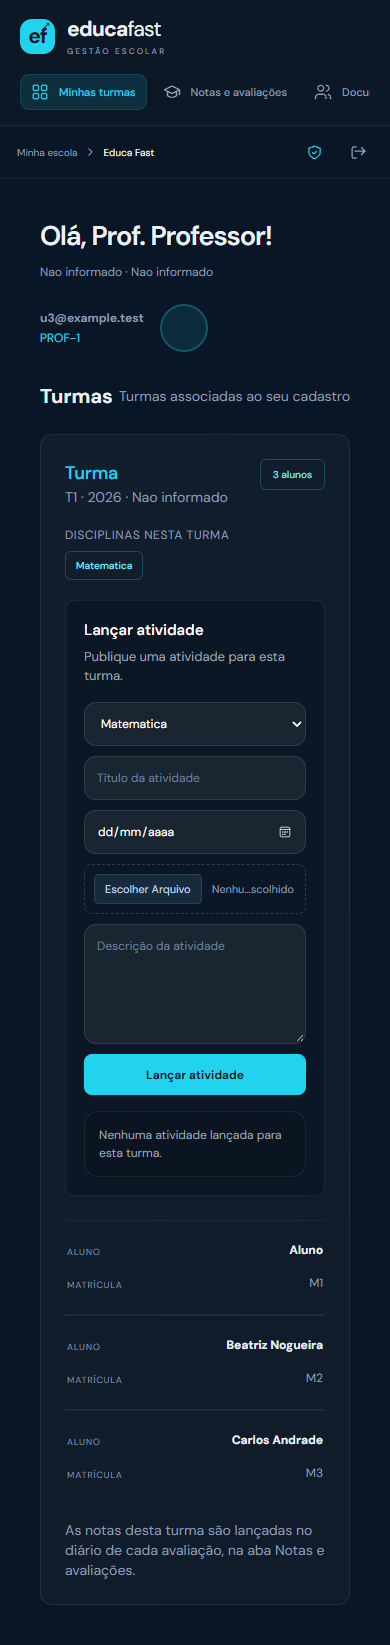 ef
educafast
GESTÃO ESCOLAR
Minhas turmas
Notas e avaliações
Docu
Minha escola
Educa Fast
Olá, Prof. Professor!
Nao informado · Nao informado
u3@example.test
PROF-1
Turmas Turmas associadas ao seu cadastro
Turma
3 alunos
T1 · 2026 · Nao informado
DISCIPLINAS NESTA TURMA
Matematica
Lançar atividade
Publique uma atividade para esta
turma.
Matematica
Título da atividade
dd/mm/aaaa
Escolher Arquivo Nenhu...scolhido
Descrição da atividade
Lançar atividade
Nenhuma atividade lançada para
esta turma.
ALUNO Aluno
MATRÍCULA M1
ALUNO Beatriz Nogueira
MATRÍCULA M2
ALUNO Carlos Andrade
MATRÍCULA M3
As notas desta turma são lançadas no
diário de cada avaliação, na aba Notas e
avaliações.